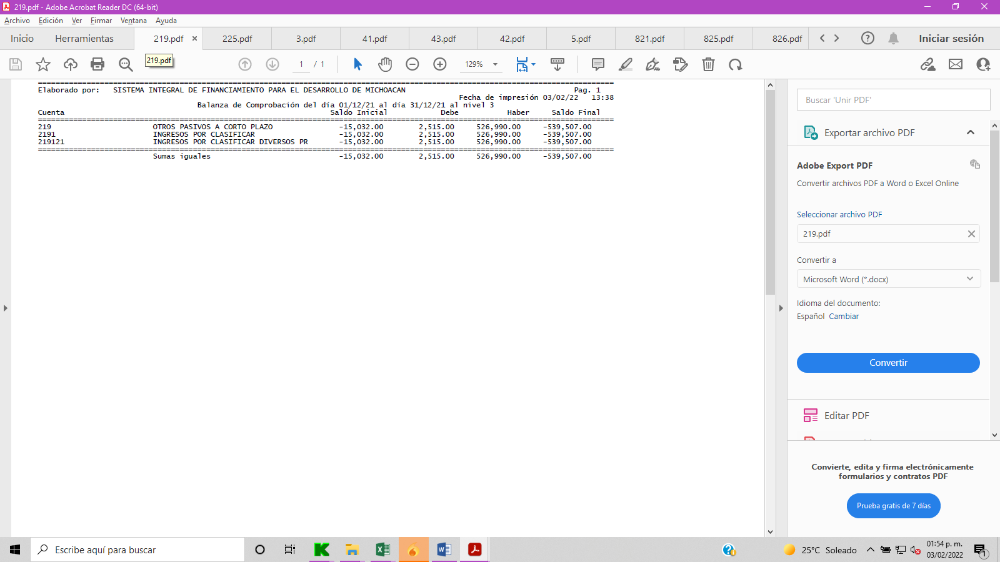 219.pdf - Adobe Acrobat Reader DC (64-bit)
Archivo Edición Ver Firmar Ventana Ayuda
Inicio Herramientas 219.pdf × 225.pdf 3.pdf 41.pdf 43.pdf 42.pdf 5.pdf 821.pdf 825.pdf 826.pdf Iniciar sesión
219.pdf 1 / 1 129%
Elaborado por: SISTEMA INTEGRAL DE FINANCIAMIENTO PARA EL DESARROLLO DE MICHOACAN Pag. 1
Fecha de impresión 03/02/22 13:38
Balanza de Comprobación del día 01/12/21 al día 31/12/21 al nivel 3
Cuenta Saldo Inicial Debe Haber Saldo Final
219 OTROS PASIVOS A CORTO PLAZO -15,032.00 2,515.00 526,990.00 -539,507.00
2191 INGRESOS POR CLASIFICAR -15,032.00 2,515.00 526,990.00 -539,507.00
219121 INGRESOS POR CLASIFICAR DIVERSOS PR -15,032.00 2,515.00 526,990.00 -539,507.00
Sumas iguales -15,032.00 2,515.00 526,990.00 -539,507.00
Buscar 'Unir PDF'
Exportar archivo PDF
Adobe Export PDF
Convertir archivos PDF a Word o Excel Online
Seleccionar archivo PDF
219.pdf
Convertir a
Microsoft Word (*.docx)
Idioma del documento:
Español Cambiar
Convertir
Editar PDF
Convierte, edita y firma electrónicamente
formularios y contratos PDF
Prueba gratis de 7 días
Escribe aquí para buscar
25°C Soleado
01:54 p. m.
03/02/2022
1